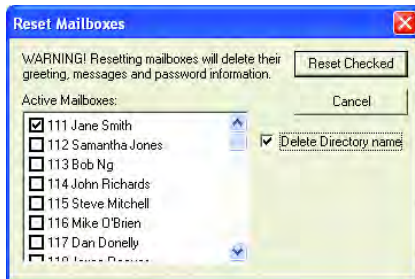 Reset Mailboxes
WARNING! Resetting mailboxes will delete their
greeting, messages and password information.
Reset Checked
Active Mailboxes:
Cancel
111 Jane Smith
112 Samantha Jones
Delete Directory name
113 Bob Ng
114 John Richards
115 Steve Mitchell
116 Mike O'Brien
117 Dan Donelly